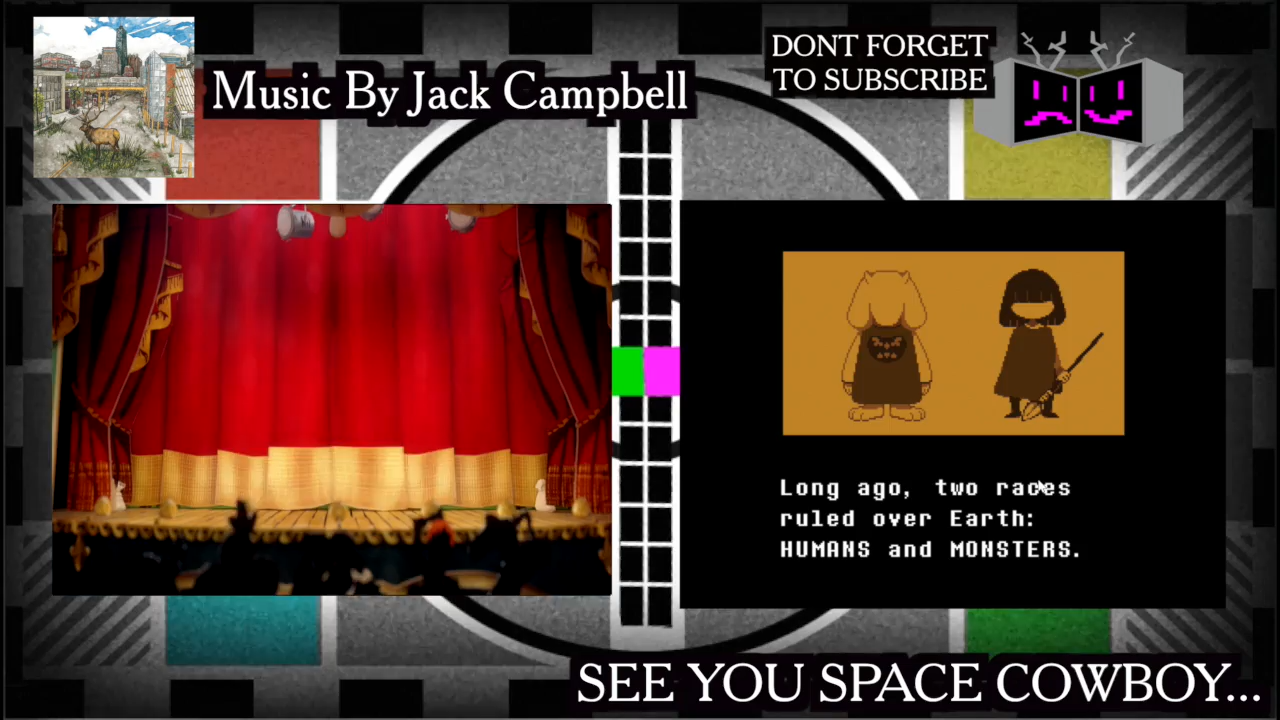 Music By Jack Campbell
DONT FORGET
TO SUBSCRIBE
Long ago, two races
ruled over Earth:
HUMANS and MONSTERS.
SEE YOU SPACE COWBOY...